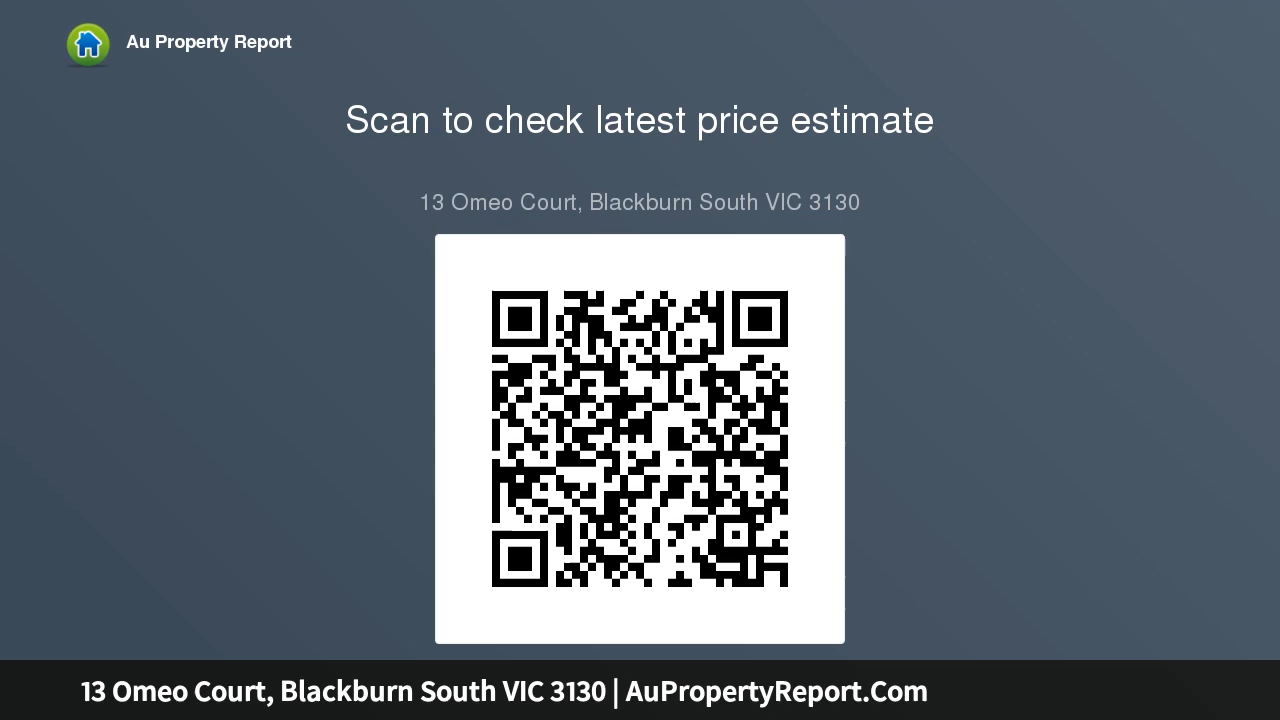 Au Property Report
Scan to check latest price estimate
13 Omeo Court, Blackburn South VIC 3130
13 Omeo Court, Blackburn South VIC 3130 | AuPropertyReport.Com